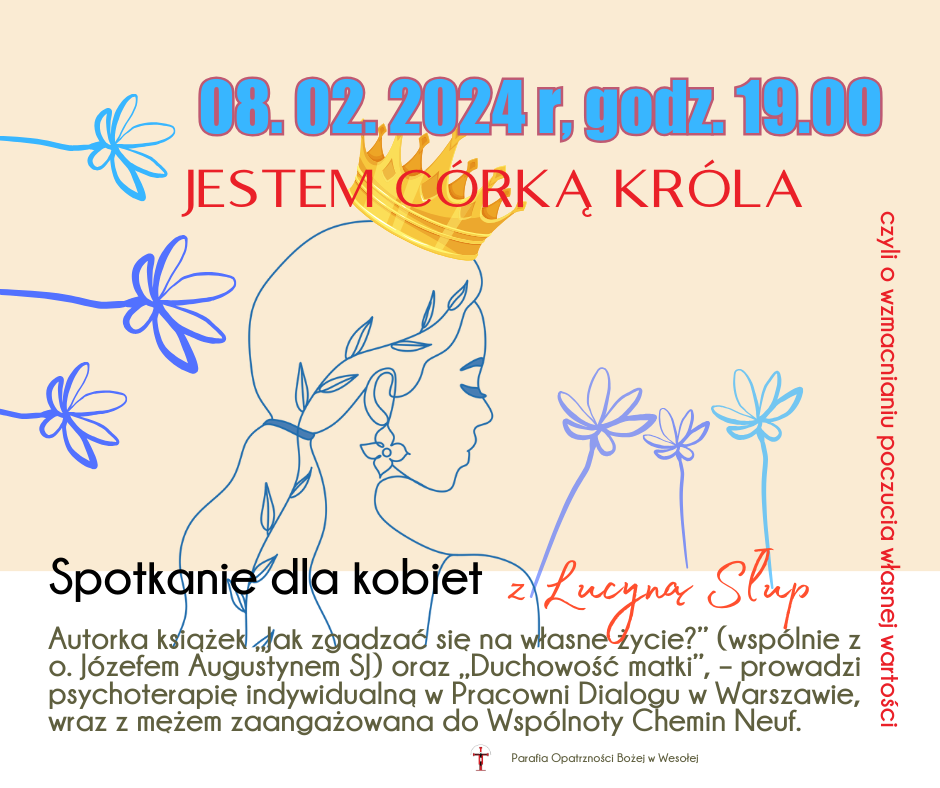 08. 02. 2024 r, godz. 19.00
JESTEM CÓRKĄ KRÓLA
czyli o wzmacnianiu poczucia własnej wartości
Spotkanie dla kobiet
z Lucyną Słup
Autorka książek „Jak zgadzać się na własne życie?” (wspólnie z
o. Józefem Augustynem SJ) oraz „Duchowość matki”, – prowadzi
psychoterapię indywidualną w Pracowni Dialogu w Warszawie,
wraz z mężem zaangażowana do Wspólnoty Chemin Neuf.
Parafia Opatrzności Bożej w Wesołej